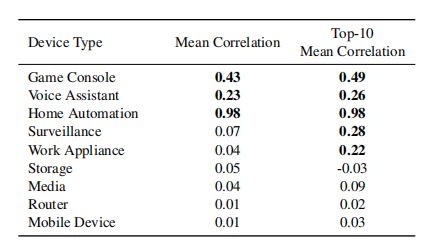 Device Type Mean Correlation Top-10 Mean Correlation
Game Console 0.43 0.49
Voice Assistant 0.23 0.26
Home Automation 0.98 0.98
Surveillance 0.07 0.28
Work Appliance 0.04 0.22
Storage 0.05 -0.03
Media 0.04 0.09
Router 0.01 0.02
Mobile Device 0.01 0.03